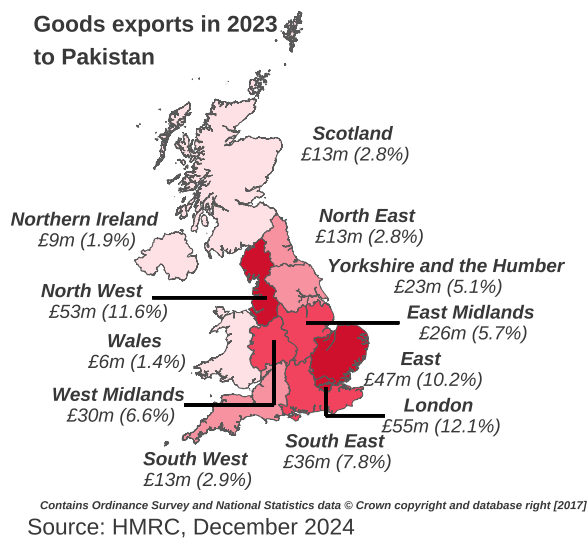 Goods exports in 2023
to Pakistan
Scotland
£13m (2.8%)
Northern Ireland
£9m (1.9%)
North East
£13m (2.8%)
Yorkshire and the Humber
£23m (5.1%)
North West
£53m (11.6%)
East Midlands
£26m (5.7%)
Wales
£6m (1.4%)
East
£47m (10.2%)
West Midlands
£30m (6.6%)
London
£55m (12.1%)
South East
£36m (7.8%)
South West
£13m (2.9%)
Contains Ordinance Survey and National Statistics data © Crown copyright and database right [2017]
Source: HMRC, December 2024